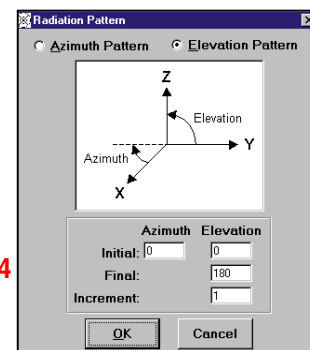 Radiation Pattern
Azimuth Pattern Elevation Pattern
Z
Elevation
Y
Azimuth
X
Azimuth Elevation
Initial: 0 0
4
Final: 180
Increment: 1
OK Cancel